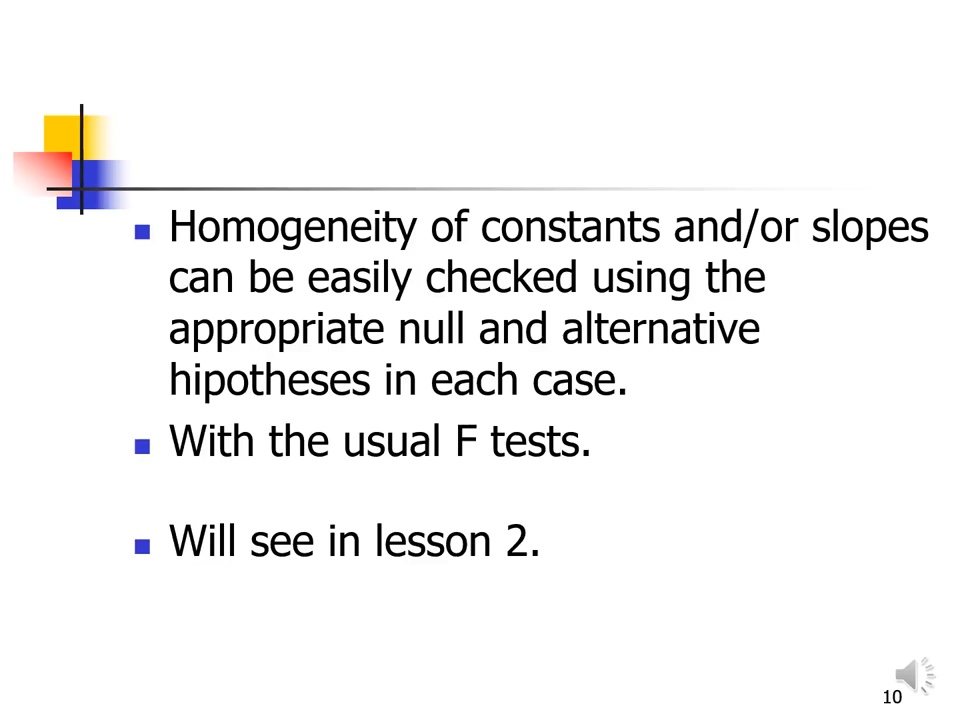 Homogeneity of constants and/or slopes
can be easily checked using the
appropriate null and alternative
hipotheses in each case.
With the usual F tests.
Will see in lesson 2.
10